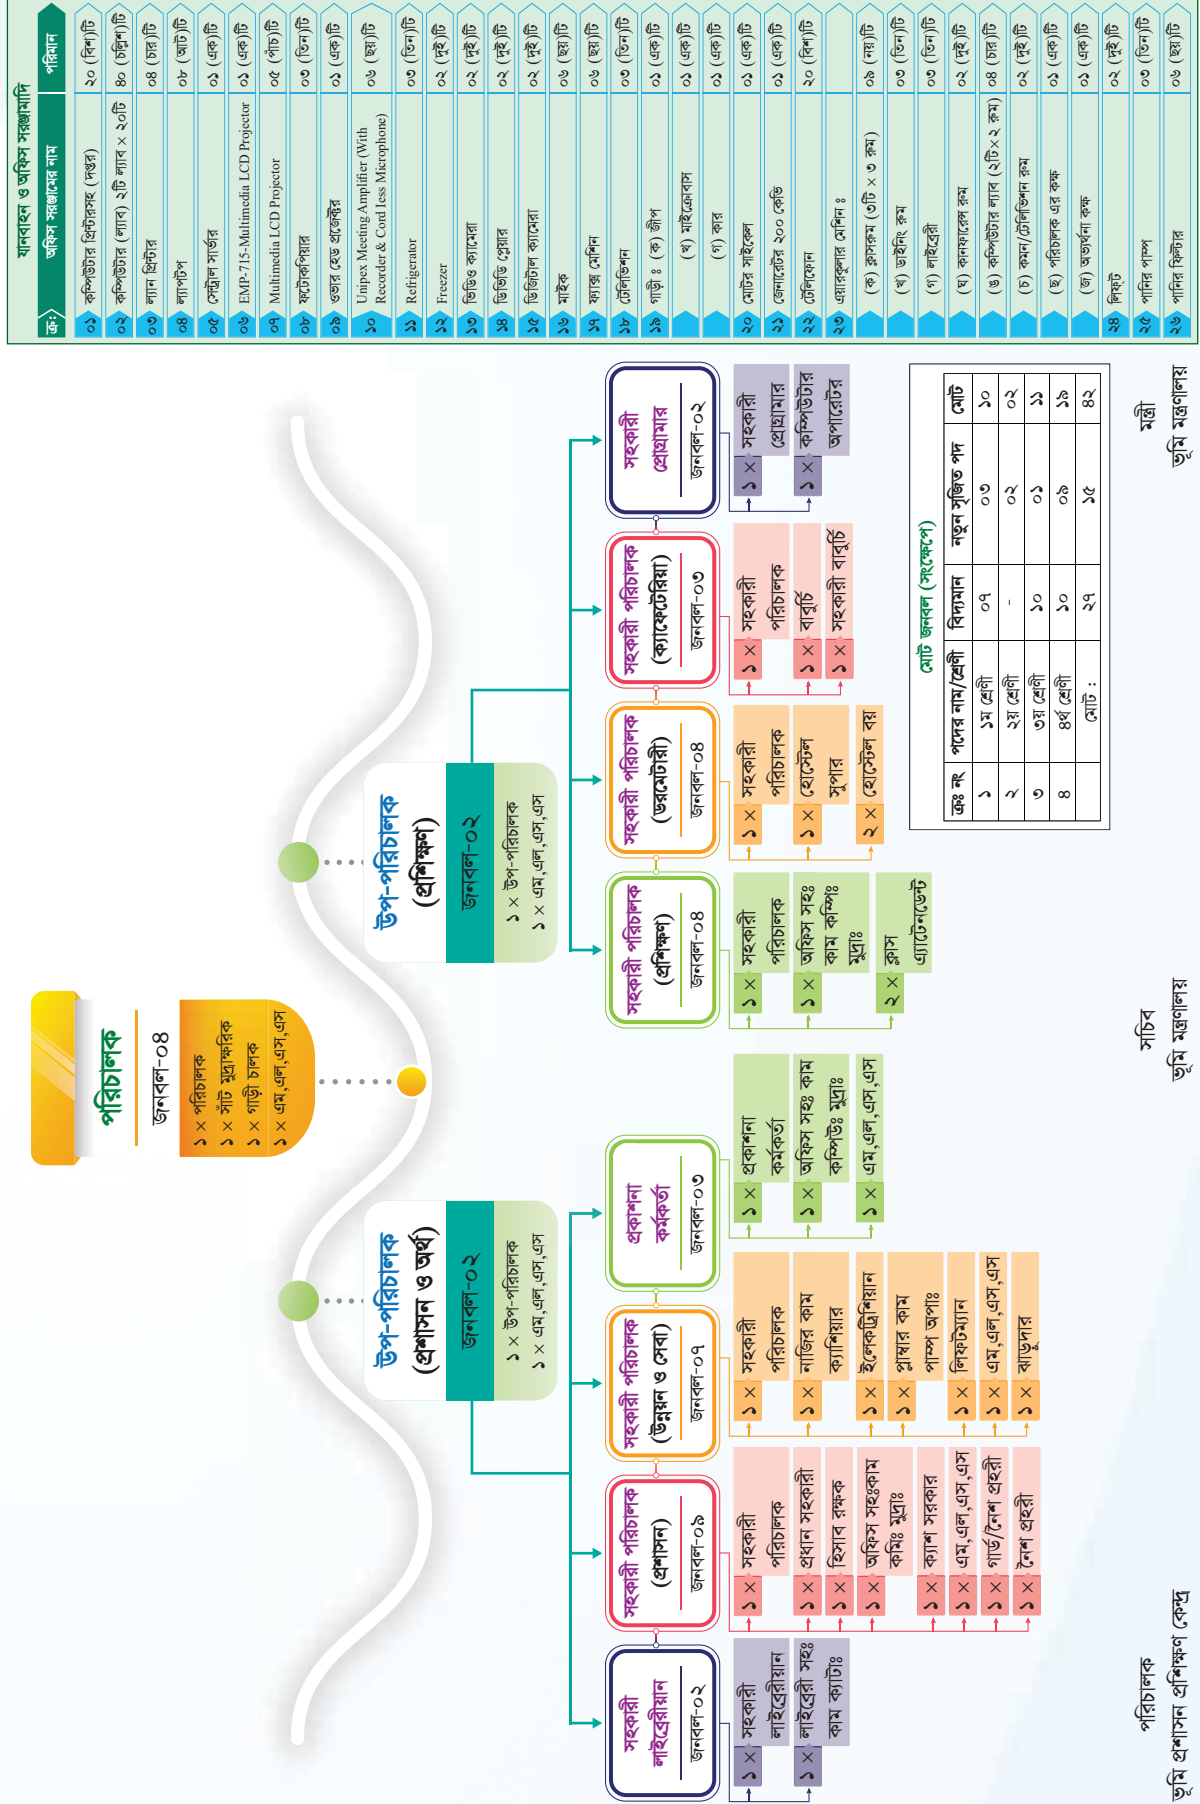 পরিচালক
জনবল-০৪
১ × পরিচালক
১ × সাঁট মুদ্রাক্ষরিক
১ × গাড়ী চালক
১ × এম,এল,এস,এস
উপ-পরিচালক
(প্রশাসন ও অর্থ)
জনবল-০২
১ × উপ-পরিচালক
১ × এম,এল,এস,এস
উপ-পরিচালক
(প্রশিক্ষণ)
জনবল-০২
১ × উপ-পরিচালক
১ × এম,এল,এস,এস
সহকারী
লাইব্রেরীয়ান
জনবল-০২
১ × সহকারী
লাইব্রেরীয়ান
১ × লাইব্রেরী সহঃ
কাম ক্যাটাঃ
সহকারী পরিচালক
(প্রশাসন)
জনবল-০৯
১ × সহকারী
পরিচালক
১ × প্রধান সহকারী
১ × হিসাব রক্ষক
১ × অফিস সহঃকাম
কমিঃ মুদ্রাঃ
১ × ক্যাশ সরকার
১ × এম,এল,এস,এস
১ × গার্ড/নৈশ প্রহরী
১ × নৈশ প্রহরী
সহকারী পরিচালক
(উন্নয়ন ও সেবা)
জনবল-০৭
১ × সহকারী
পরিচালক
১ × নাজির কাম
ক্যাশিয়ার
১ × ইলেকট্রিশিয়ান
১ × প্লাম্বার কাম
পাম্প অপাঃ
১ × লিফটম্যান
১ × এম,এল,এস,এস
১ × ঝাড়ুদার
প্রকাশনা
কর্মকর্তা
জনবল-০৩
১ × প্রকাশনা
কর্মকর্তা
১ × অফিস সহঃ কাম
কম্পিউঃ মুদ্রাঃ
১ × এম,এল,এস,এস
সহকারী পরিচালক
(প্রশিক্ষণ)
জনবল-০৪
১ × সহকারী
পরিচালক
১ × অফিস সহঃ
কাম কম্পিঃ
মুদ্রাঃ
২ × ক্লাস
এ্যাটেনডেন্ট
সহকারী পরিচালক
(ডরমেটারী)
জনবল-০৪
১ × সহকারী
পরিচালক
১ × হোস্টেল
সুপার
২ × হোস্টেল বয়
সহকারী পরিচালক
(ক্যাফেটেরিয়া)
জনবল-০৩
১ × সহকারী
পরিচালক
১ × বাবুর্চি
১ × সহকারী বাবুর্চি
সহকারী
প্রোগ্রামার
জনবল-০২
১ × সহকারী
প্রোগ্রামার
১ × কম্পিউটার
অপারেটর
মোট জনবল (সংক্ষেপে)
ক্রঃ নং পদের নাম/শ্রেণী বিদ্যমান নতুন সৃজিত পদ মোট
১ ১ম শ্রেণী ০৭ ০৩ ১০
২ ২য় শ্রেণী - ০২ ০২
৩ ৩য় শ্রেণী ১০ ০১ ১১
৪ ৪র্থ শ্রেণী ১০ ০৯ ১৯
মোট : ২৭ ১৫ ৪২
পরিচালক
ভূমি প্রশাসন প্রশিক্ষণ কেন্দ্র
সচিব
ভূমি মন্ত্রণালয়
মন্ত্রী
ভূমি মন্ত্রণালয়
যানবাহন ও অফিস সরঞ্জামাদি
ক্র: অফিস সরঞ্জামের নাম পরিমান
০১ কম্পিউটার প্রিন্টারসহ (দপ্তর) ২০ (বিশ)টি
০২ কম্পিউটার (ল্যাব) ২টি ল্যাব × ২০টি ৪০ (চল্লিশ)টি
০৩ ল্যান প্রিন্টার ০৪ (চার)টি
০৪ ল্যাপটপ ০৮ (আট)টি
০৫ সেন্ট্রাল সার্ভার ০১ (এক)টি
০৬ EMP-715-Multimedia LCD Projector ০১ (এক)টি
০৭ Multimedia LCD Projector ০৫ (পাঁচ)টি
০৮ ফটোকপিয়ার ০৩ (তিন)টি
০৯ ওভার হেড প্রজেক্টর ০১ (এক)টি
১০ Unipex Meeting Amplifier (With
Recorder & Cord less Microphone) ০৬ (ছয়)টি
১১ Refrigerator ০৩ (তিন)টি
১২ Freezer ০২ (দুই)টি
১৩ ভিডিও ক্যামেরা ০২ (দুই)টি
১৪ ডিভিডি প্লেয়ার ০২ (দুই)টি
১৫ ডিজিটাল ক্যামেরা ০২ (দুই)টি
১৬ মাইক ০৬ (ছয়)টি
১৭ ফ্যাক্স মেশিন ০৬ (ছয়)টি
১৮ টেলিভিশন ০৩ (তিন)টি
১৯ গাড়ী : (ক) জীপ ০১ (এক)টি
(খ) মাইক্রোবাস ০১ (এক)টি
(গ) কার ০১ (এক)টি
২০ মোটর সাইকেল ০১ (এক)টি
২১ জেনারেটর ২০০ কেভি ০১ (এক)টি
২২ টেলিফোন ২০ (বিশ)টি
২৩ এয়ারকুলার মেশিন :
(ক) ক্লাসরুম (৩টি × ৩ রুম) ০৯ (নয়)টি
(খ) ডাইনিং রুম ০৩ (তিন)টি
(গ) লাইব্রেরী ০৩ (তিন)টি
(ঘ) কানফারেন্স রুম ০২ (দুই)টি
(ঙ) কম্পিউটার ল্যাব (২টি× ২ রুম) ০৪ (চার)টি
(চ) কমন/টেলিভিশন রুম ০২ (দুই)টি
(ছ) পরিচালক এর কক্ষ ০১ (এক)টি
(জ) অভ্যর্থনা কক্ষ ০১ (এক)টি
২৪ লিফ্ট ০২ (দুই)টি
২৫ পানির পাম্প ০৩ (তিন)টি
২৬ পানির ফিল্টার ০৬ (ছয়)টি